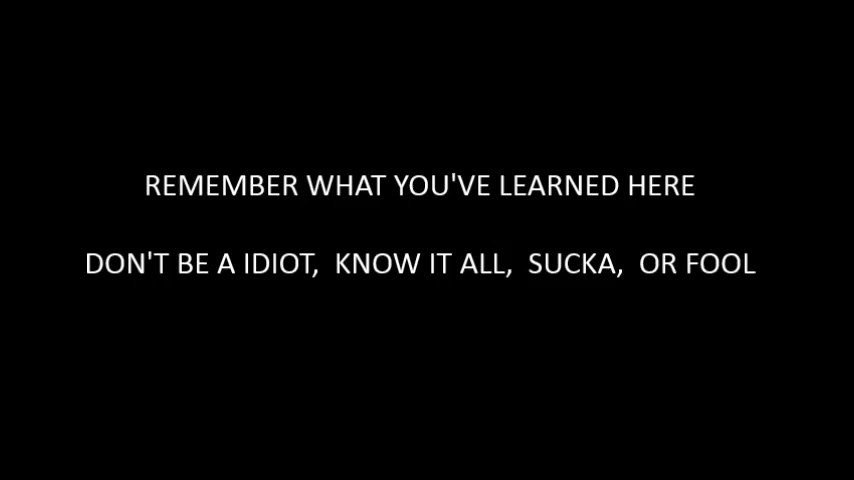 REMEMBER WHAT YOU'VE LEARNED HERE
DON'T BE A IDIOT,  KNOW IT ALL,  SUCKA,  OR FOOL